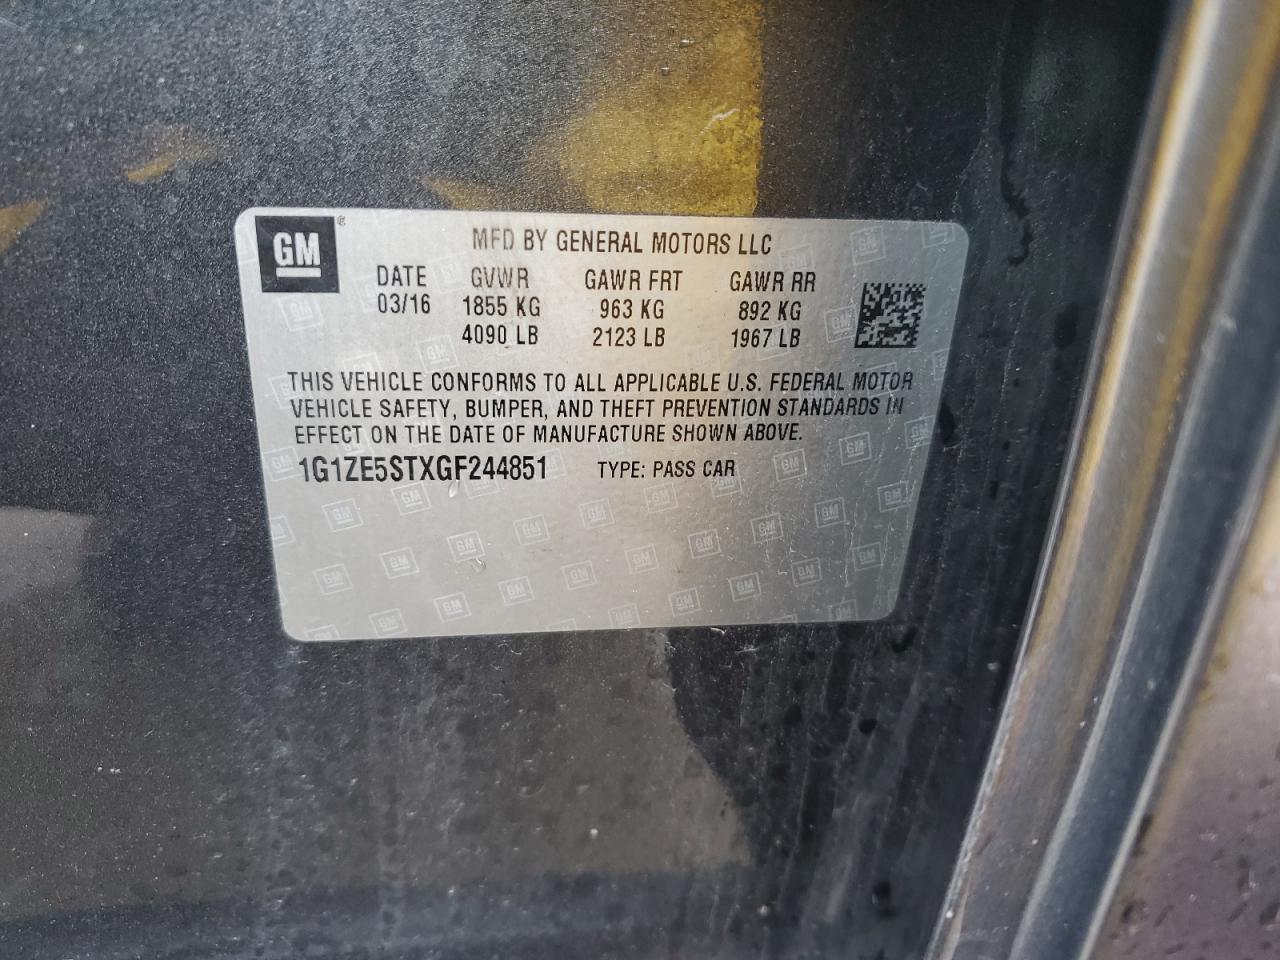 GM®
MFD BY GENERAL MOTORS LLC
DATE GVWR GAWR FRT GAWR RR
03/16 1855 KG 963 KG 892 KG
4090 LB 2123 LB 1967 LB
THIS VEHICLE CONFORMS TO ALL APPLICABLE U.S. FEDERAL MOTOR
VEHICLE SAFETY, BUMPER, AND THEFT PREVENTION STANDARDS IN
EFFECT ON THE DATE OF MANUFACTURE SHOWN ABOVE.
1G1ZE5STXGF244851 TYPE: PASS CAR